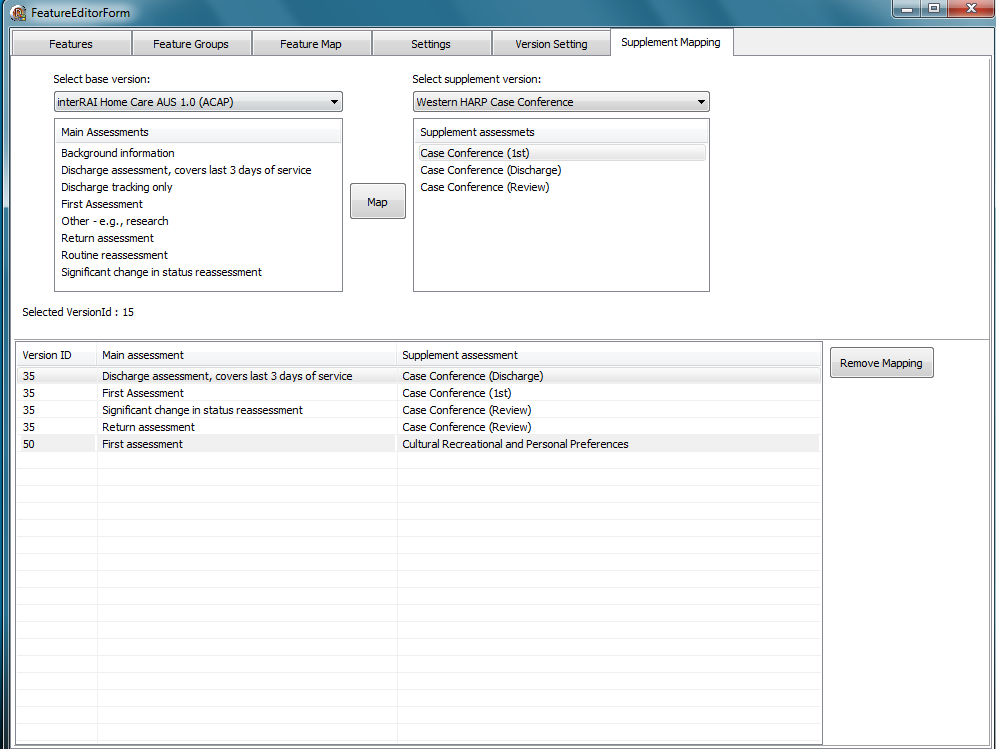 FeatureEditorForm
Features Feature Groups Feature Map Settings Version Setting Supplement Mapping
Select base version: Select supplement version:
interRAI Home Care AUS 1.0 (ACAP) Western HARP Case Conference
Main Assessments Supplement assessmets
Background information Case Conference (1st)
Discharge assessment, covers last 3 days of service Case Conference (Discharge)
Discharge tracking only Case Conference (Review)
First Assessment Map
Other - e.g., research
Return assessment
Routine reassessment
Significant change in status reassessment
Selected VersionId : 15
Version ID Main assessment Supplement assessment Remove Mapping
35 Discharge assessment, covers last 3 days of service Case Conference (Discharge)
35 First Assessment Case Conference (1st)
35 Significant change in status reassessment Case Conference (Review)
35 Return assessment Case Conference (Review)
50 First assessment Cultural Recreational and Personal Preferences